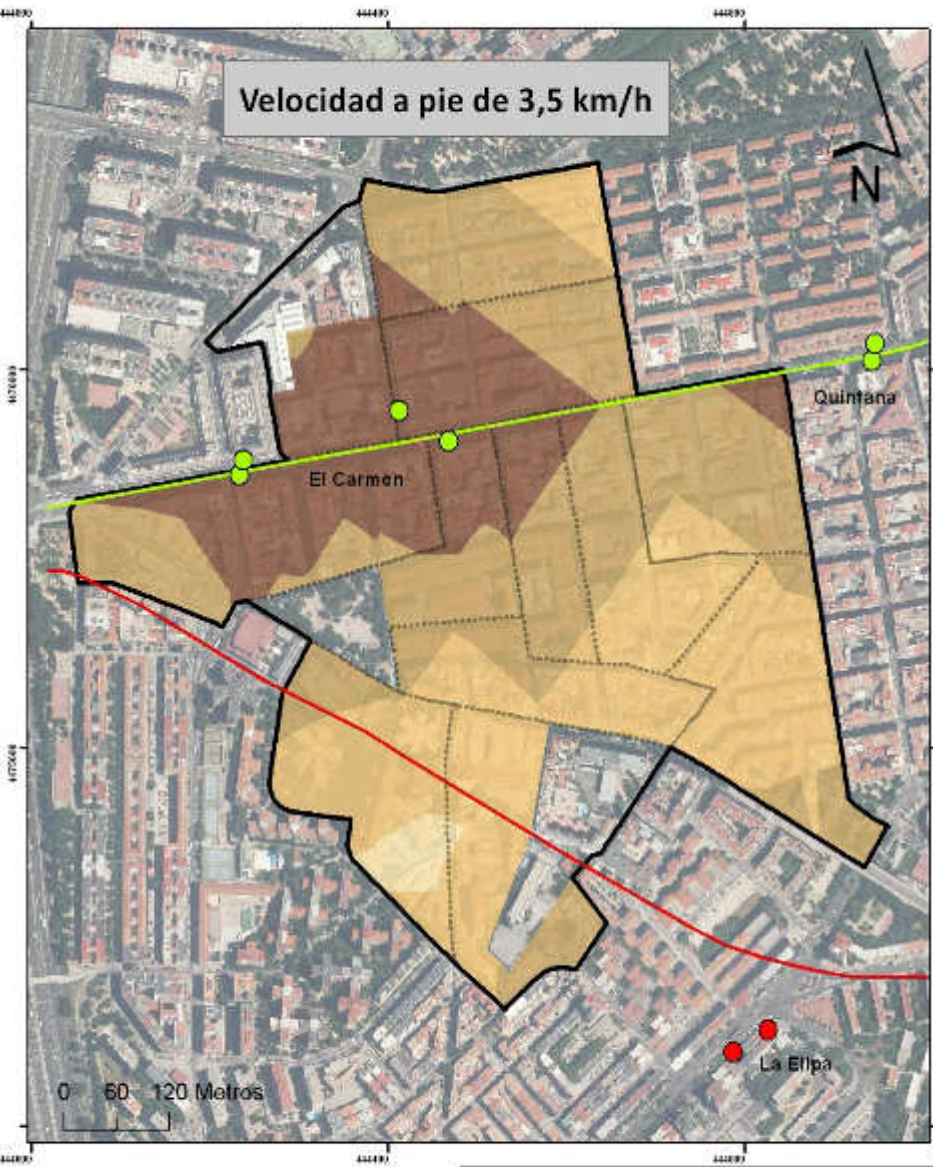 Velocidad a pie de 3,5 km/h
N
Quintana
El Carmen
0 60 120 Metros
La Elipa